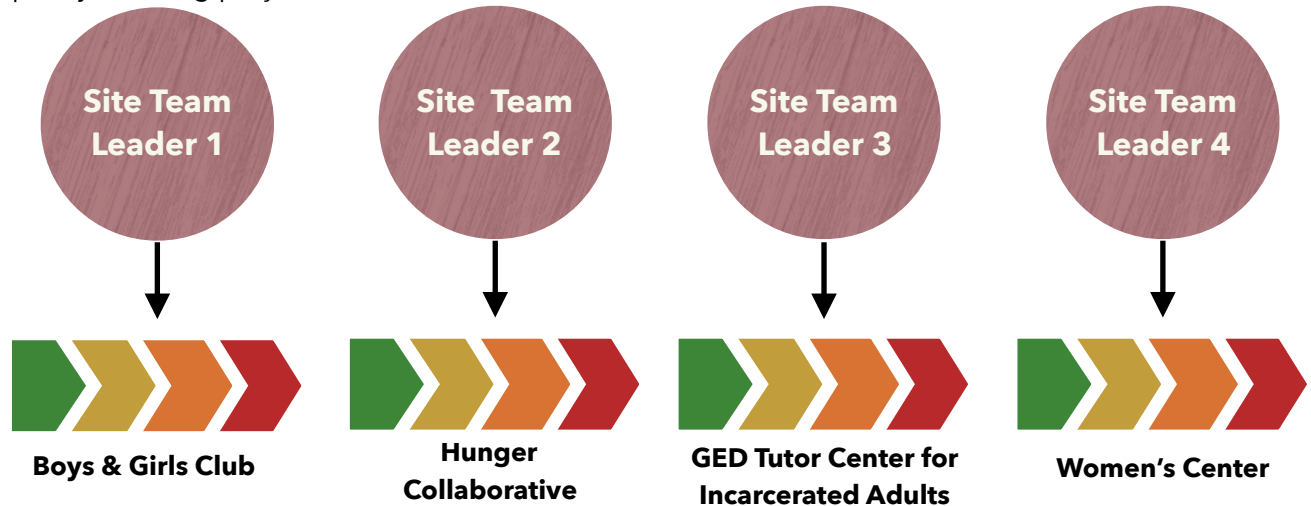 Site Team
Leader 1
Site Team
Leader 2
Site Team
Leader 3
Site Team
Leader 4
Boys & Girls Club
Hunger
Collaborative
GED Tutor Center for
Incarcerated Adults
Women's Center